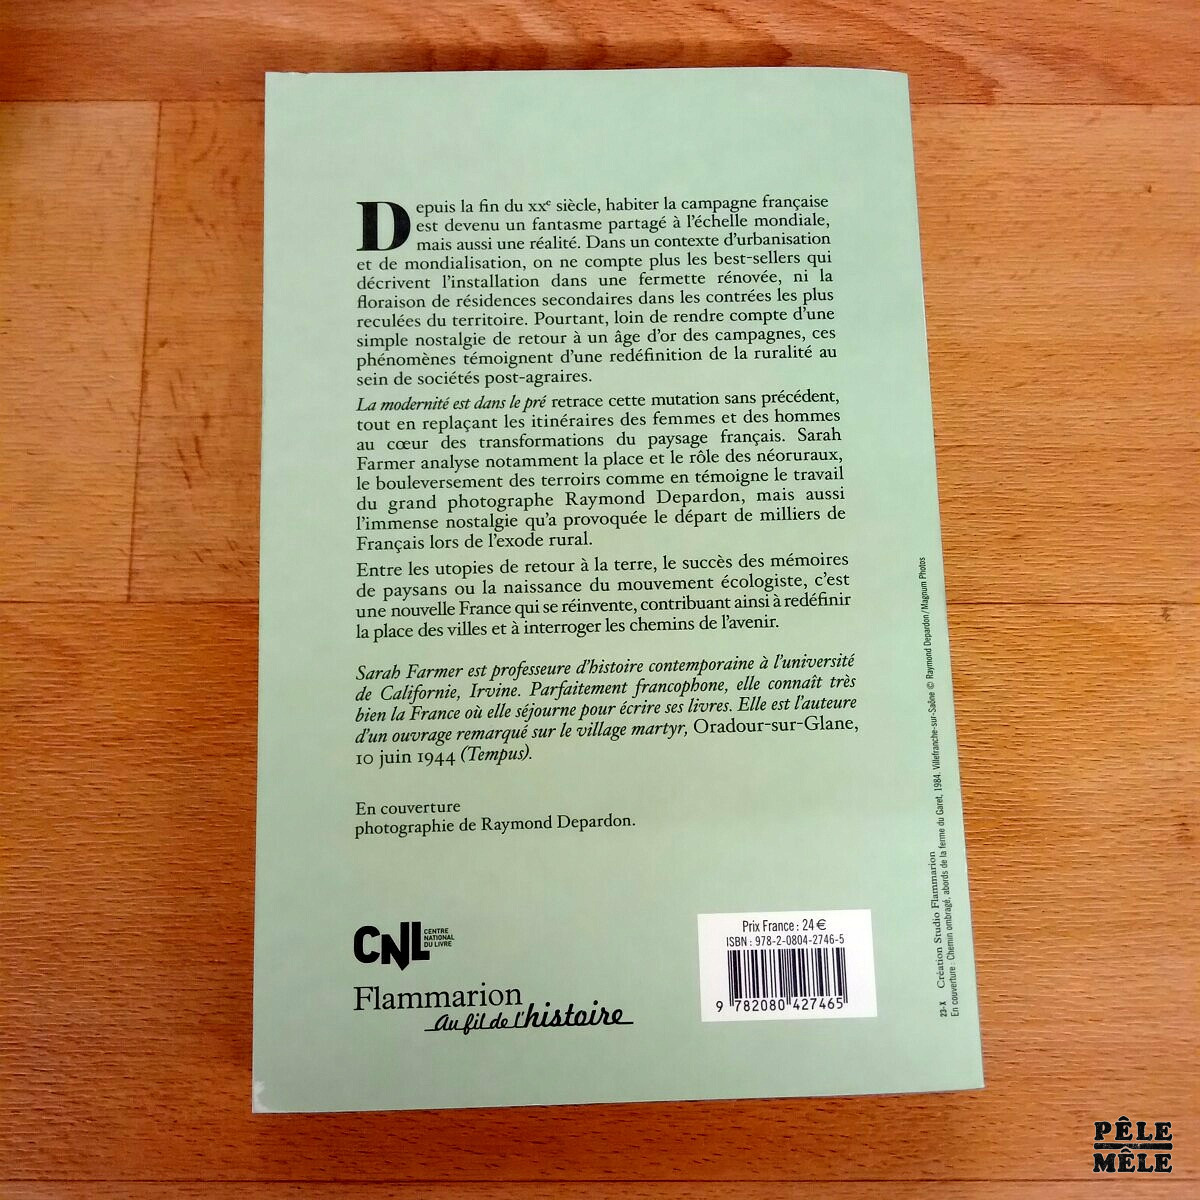 Depuis la fin du XXe siècle, habiter la campagne française
est devenu un fantasme partagé à l'échelle mondiale,
mais aussi une réalité. Dans un contexte d'urbanisation
et de mondialisation, on ne compte plus les best-sellers qui
décrivent l'installation dans une fermette rénovée, ni la
floraison de résidences secondaires dans les contrées les plus
reculées du territoire. Pourtant, loin de rendre compte d'une
simple nostalgie de retour à un âge d'or des campagnes, ces
phénomènes témoignent d'une redéfinition de la ruralité au
sein de sociétés post-agraires.
La modernité est dans le pré retrace cette mutation sans précédent,
tout en replaçant les itinéraires des femmes et des hommes
au cœur des transformations du paysage français. Sarah
Farmer analyse notamment la place et le rôle des néoruraux,
le bouleversement des terroirs comme en témoigne le travail
du grand photographe Raymond Depardon, mais aussi
l'immense nostalgie qu'a provoquée le départ de milliers de
Français lors de l'exode rural.
Entre les utopies de retour à la terre, le succès des mémoires
de paysans ou la naissance du mouvement écologiste, c'est
une nouvelle France qui se réinvente, contribuant ainsi à redéfinir
la place des villes et à interroger les chemins de l'avenir.
Sarah Farmer est professeure d'histoire contemporaine à l'université
de Californie, Irvine. Parfaitement francophone, elle connaît très
bien la France où elle séjourne pour écrire ses livres. Elle est l'auteure
d'un ouvrage remarqué sur le village martyr, Oradour-sur-Glane,
10 juin 1944 (Tempus).
En couverture
photographie de Raymond Depardon.
CNL CENTRE
NATIONAL
DU LIVRE
Flammarion
Au fil de l'histoire
Prix France : 24 €
ISBN : 978-2-0804-2746-5
9 782080 427465
23-X Création Studio Flammarion
En couverture : Chemin ombragé, abords de la ferme du Garet, 1984. Villefranche-sur-Saône © Raymond Depardon/Magnum Photos
PÊLE
MÊLE